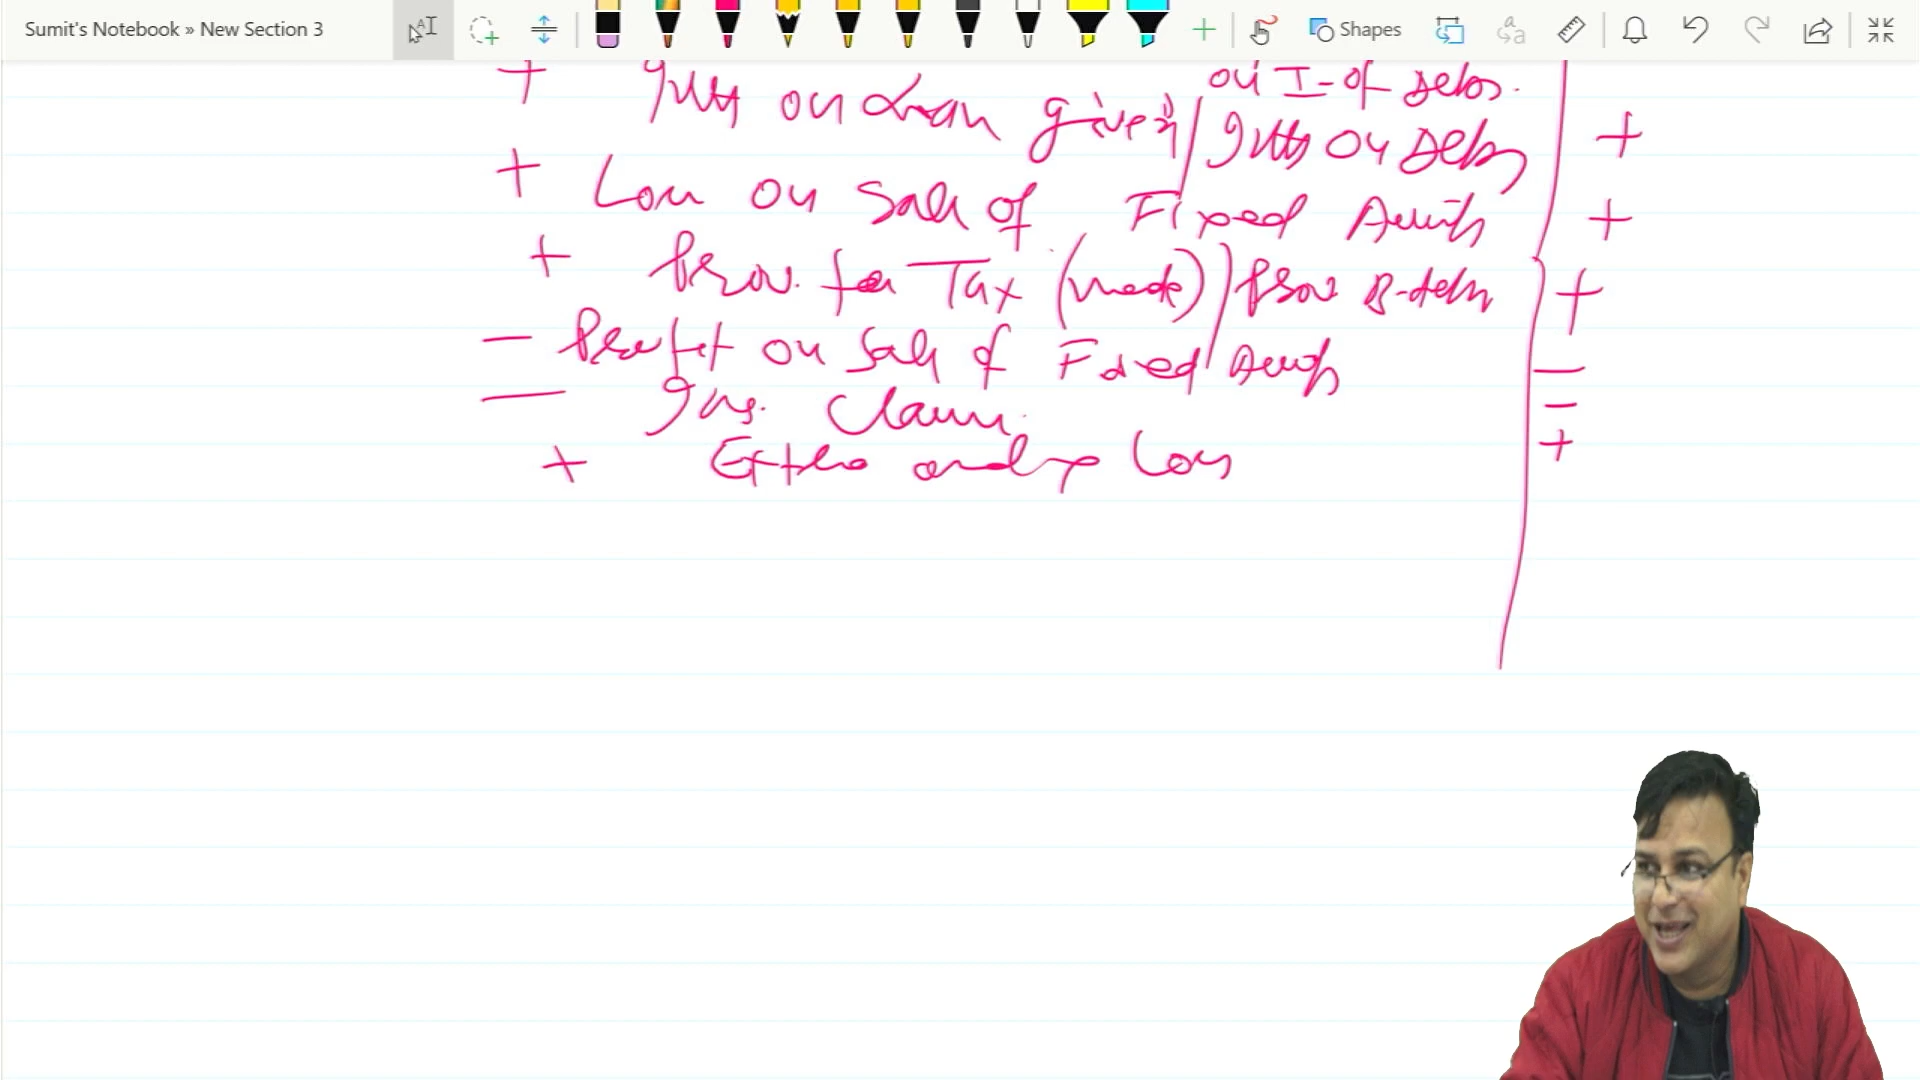 Sumit's Notebook » New Section 3
Shapes
on I-of Debs.
+ Intt on Loan given / Intt on Debs +
+ Loss on Sale of Fixed Assets +
+ Prov. for Tax (made) / Prov B-debts +
− Profit on Sale of Fixed Assets −
− Ins. Claim −
+ Extra ordy Loss +